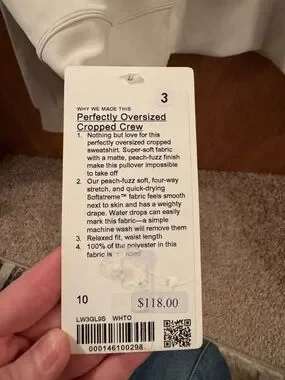 3
WHY WE MADE THIS
Perfectly Oversized
Cropped Crew
1. Nothing but love for this
perfectly oversized cropped
sweatshirt. Super-soft fabric
with a matte, peach-fuzz finish
make this pullover impossible
to take off
2. Our peach-fuzz soft, four-way
stretch, and quick-drying
Softstreme™ fabric feels smooth
next to skin and has a weighty
drape. Water drops can easily
mark this fabric—a simple
machine wash will remove them
3. Relaxed fit, waist length
4. 100% of the polyester in this
fabric is
10
$118.00
LW3GL9S WHTO
000146100298